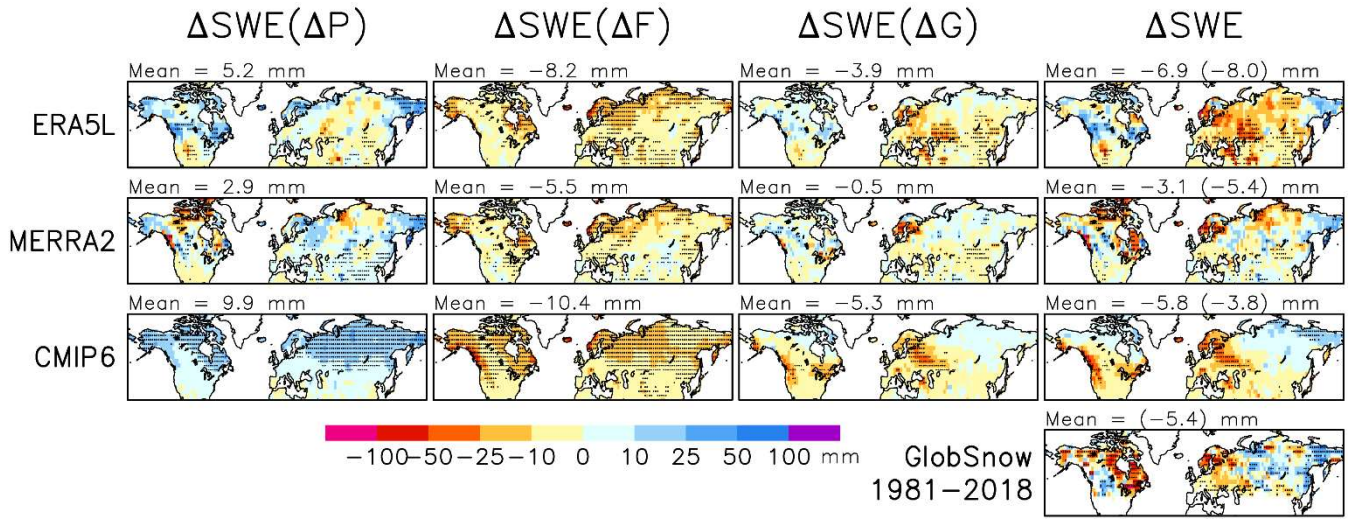 ΔSWE(ΔP) ΔSWE(ΔF) ΔSWE(ΔG) ΔSWE
Mean = 5.2 mm Mean = −8.2 mm Mean = −3.9 mm Mean = −6.9 (−8.0) mm
ERA5L
Mean = 2.9 mm Mean = −5.5 mm Mean = −0.5 mm Mean = −3.1 (−5.4) mm
MERRA2
Mean = 9.9 mm Mean = −10.4 mm Mean = −5.3 mm Mean = −5.8 (−3.8) mm
CMIP6
Mean = (−5.4) mm
−100 −50 −25 −10 0 10 25 50 100 mm
GlobSnow
1981−2018